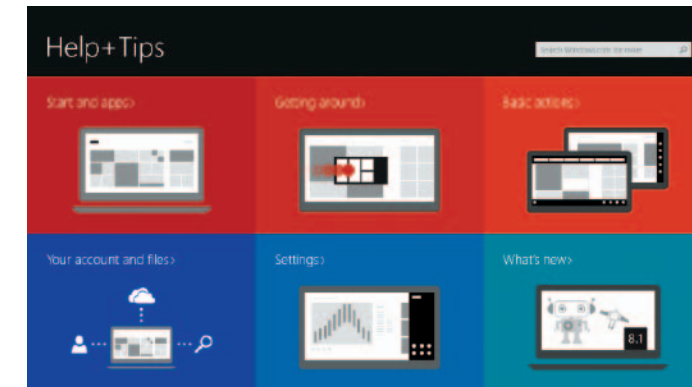 Help+Tips
Start and apps›
Getting around›
Basic actions›
Your account and files›
Settings›
What's new›
8.1